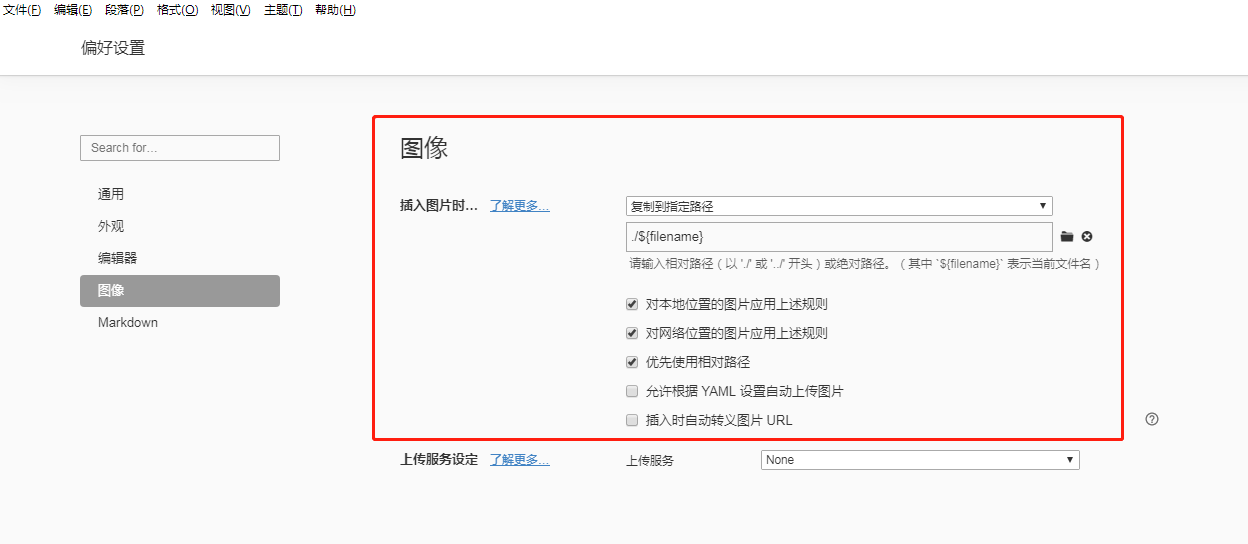 文件(F) 编辑(E) 段落(P) 格式(O) 视图(V) 主题(T) 帮助(H)
偏好设置
Search for...
通用
外观
编辑器
图像
Markdown
图像
插入图片时... 了解更多... 复制到指定路径
./${filename}
请输入相对路径（以 './' 或 '../' 开头）或绝对路径。（其中 `${filename}` 表示当前文件名）
对本地位置的图片应用上述规则
对网络位置的图片应用上述规则
优先使用相对路径
允许根据 YAML 设置自动上传图片
插入时自动转义图片 URL
上传服务设定 了解更多... 上传服务 None